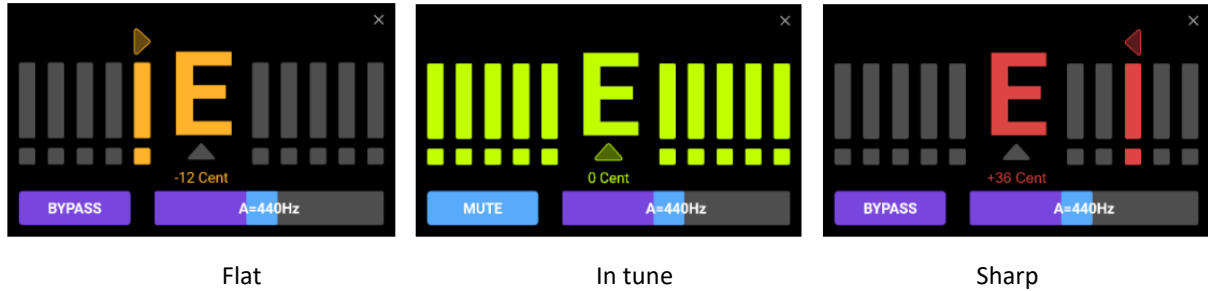 E
-12 Cent
BYPASS A=440Hz
Flat
E
0 Cent
MUTE A=440Hz
In tune
E
+36 Cent
BYPASS A=440Hz
Sharp